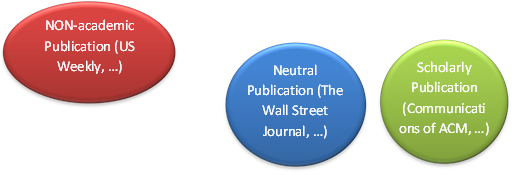 NON-academic
Publication (US
Weekly, ...)
Neutral
Publication (The
Wall Street
Journal, ...)
Scholarly
Publication
(Communicati
ons of ACM, ...)